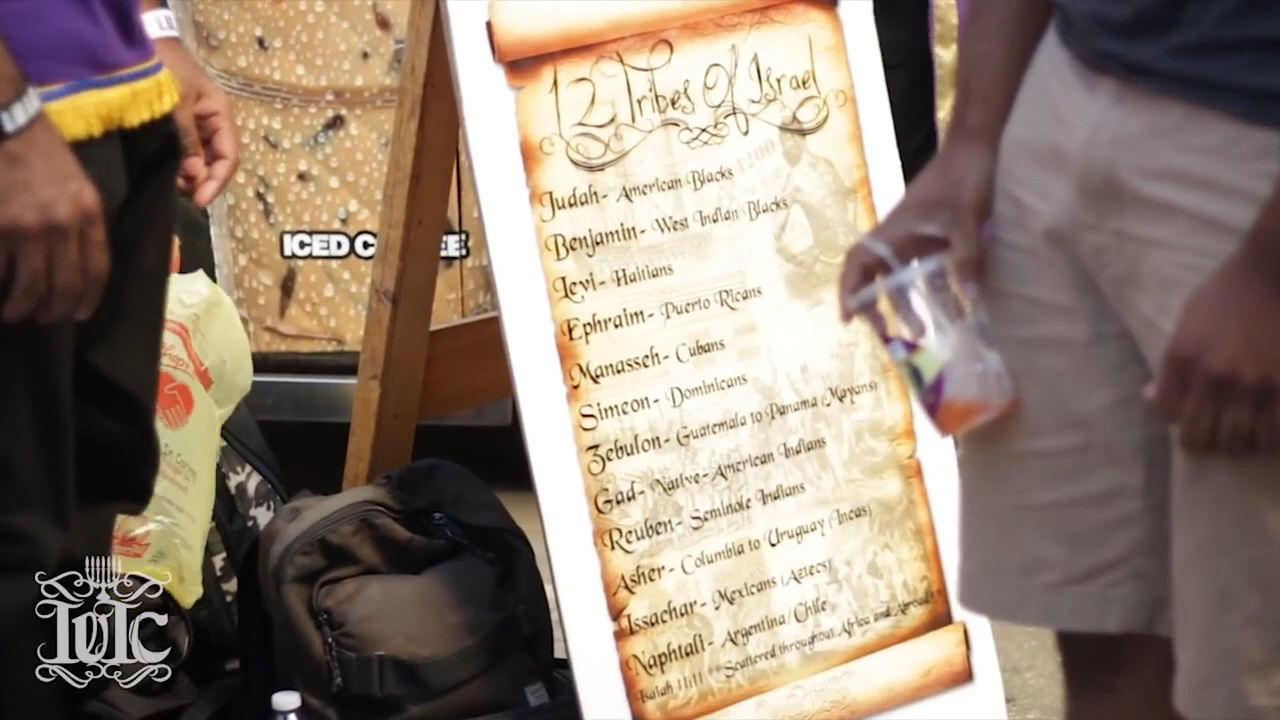 12 Tribes Of Israel
1200
Judah- American Blacks
Benjamin- West Indian Blacks
Levi- Haitians
Ephraim- Puerto Ricans
Manasseh- Cubans
Simeon- Dominicans
Zebulon- Guatemala to Panama (Mayans)
Gad- Native-American Indians
Reuben- Seminole Indians
Asher- Columbia to Uruguay (Incas)
Issachar- Mexicans (Aztecs)
Naphtali- Argentina/Chile
Isaiah 11:11 - Scattered throughout Africa and Abroad
ICED C EE!
IUIC